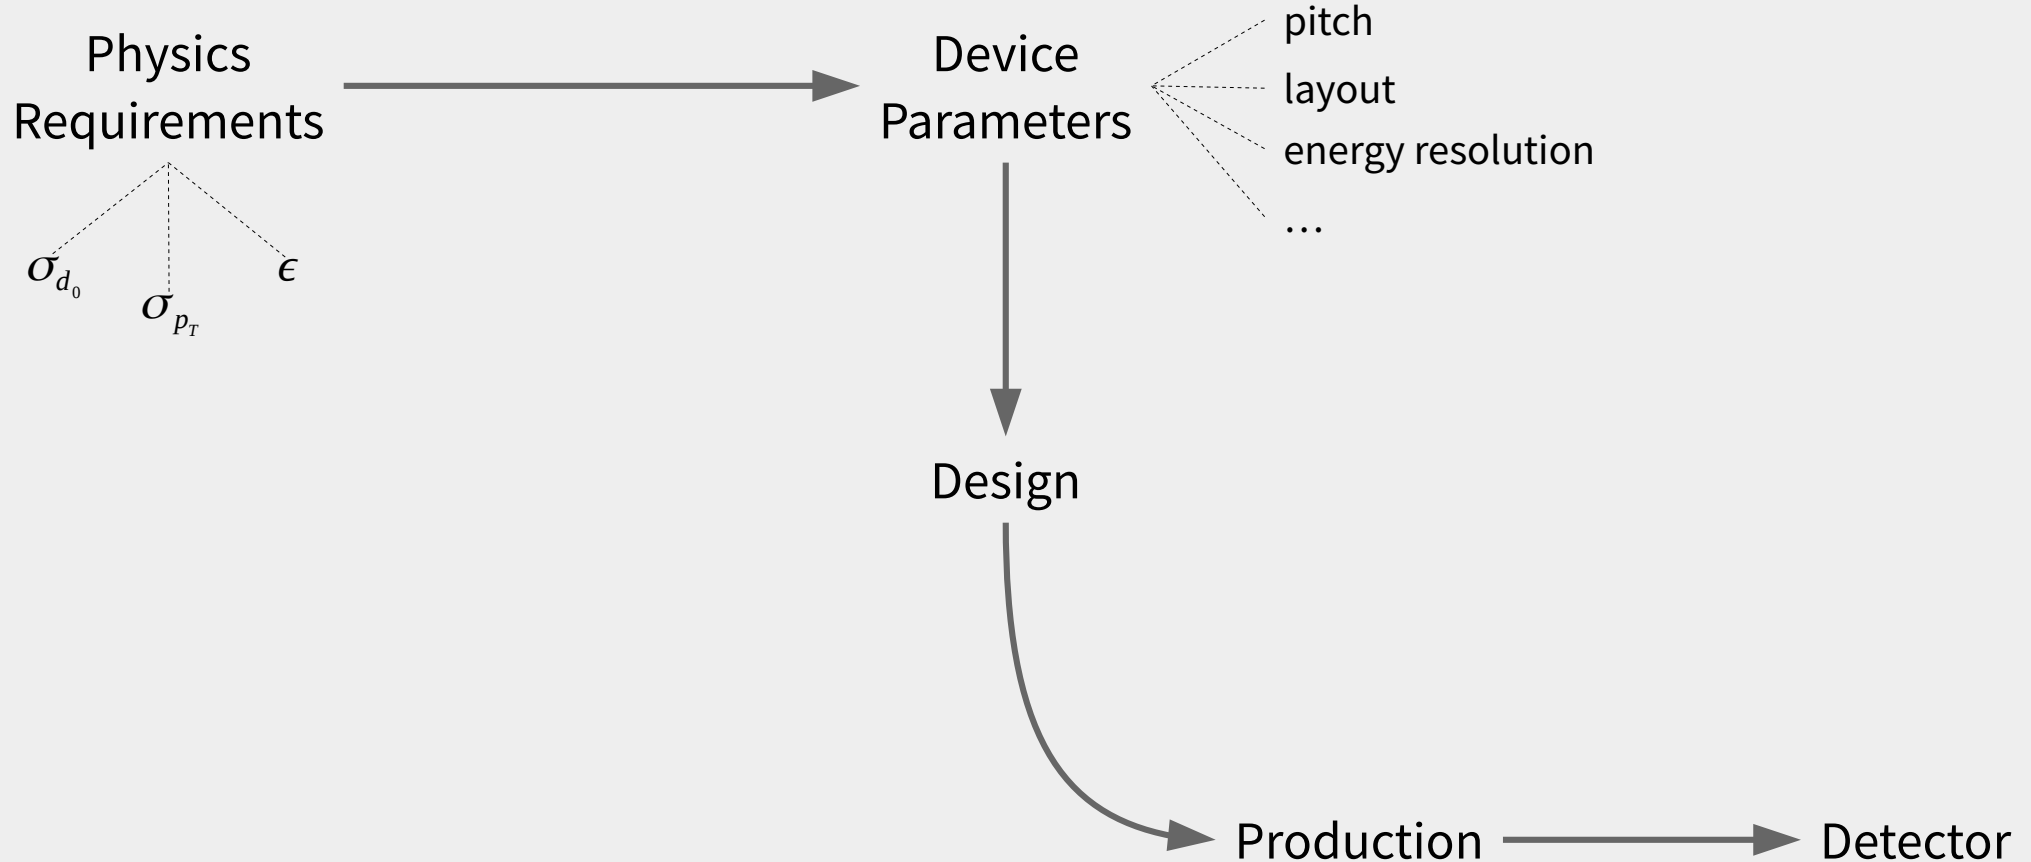 Physics
Requirements
σ_{d_0}
σ_{p_T}
ϵ
Device
Parameters
pitch
layout
energy resolution
…
Design
Production
Detector